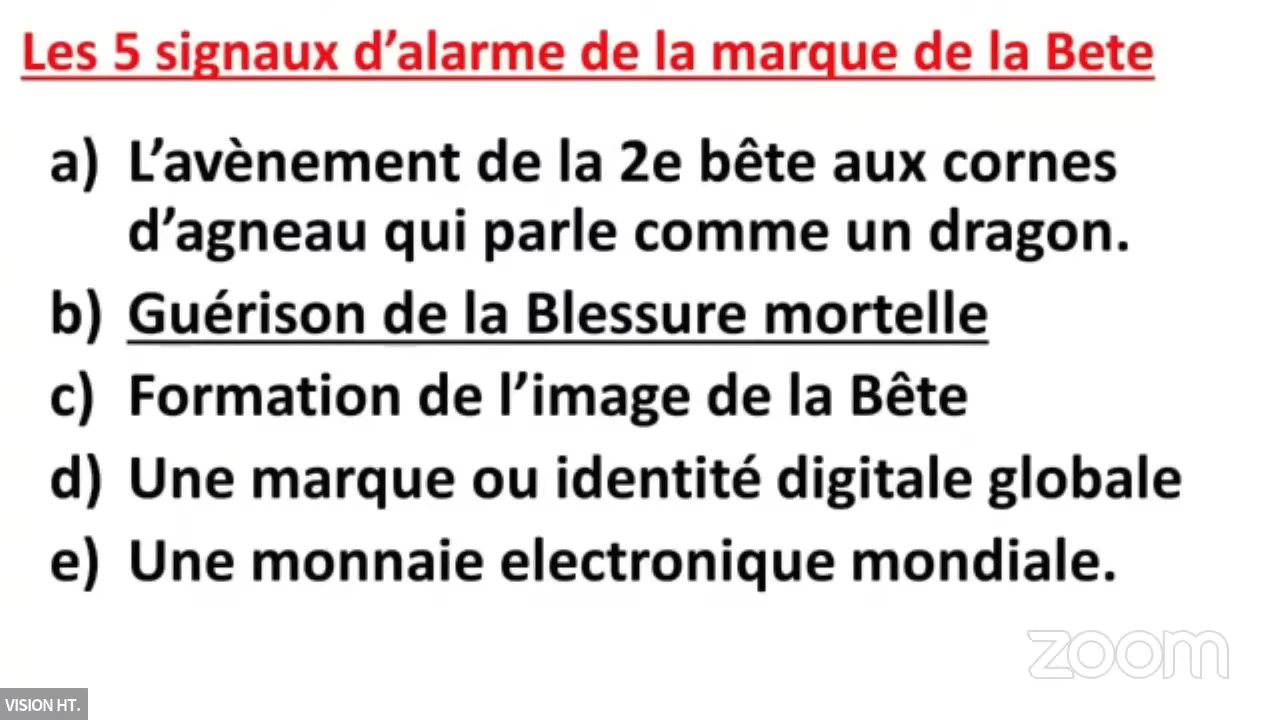 Les 5 signaux d’alarme de la marque de la Bete
a) L’avènement de la 2e bête aux cornes
d’agneau qui parle comme un dragon.
b) Guérison de la Blessure mortelle
c) Formation de l’image de la Bête
d) Une marque ou identité digitale globale
e) Une monnaie electronique mondiale.
zoom
VISION HT.